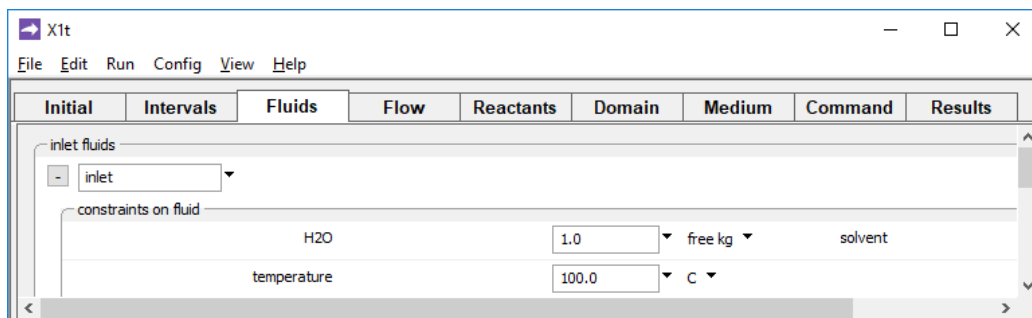 X1t
File Edit Run Config View Help
Initial Intervals Fluids Flow Reactants Domain Medium Command Results
inlet fluids
- inlet
constraints on fluid
H2O 1.0 free kg solvent
temperature 100.0 C